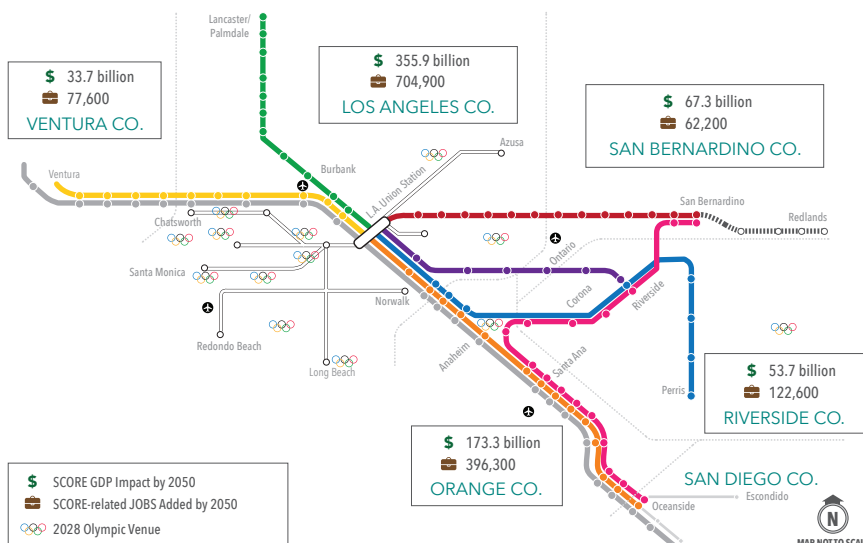 Lancaster/
Palmdale
$ 33.7 billion
77,600
VENTURA CO.
$ 355.9 billion
704,900
LOS ANGELES CO.
$ 67.3 billion
62,200
SAN BERNARDINO CO.
Azusa
Burbank
L.A. Union Station
Ventura
Chatsworth
San Bernardino
Redlands
Ontario
Santa Monica
Norwalk
Corona
Riverside
Redondo Beach
Long Beach
Anaheim
Santa Ana
Perris
$ 53.7 billion
122,600
RIVERSIDE CO.
$ 173.3 billion
396,300
ORANGE CO.
SAN DIEGO CO.
Escondido
Oceanside
$ SCORE GDP Impact by 2050
SCORE-related JOBS Added by 2050
2028 Olympic Venue
N
MAP NOT TO SCALE